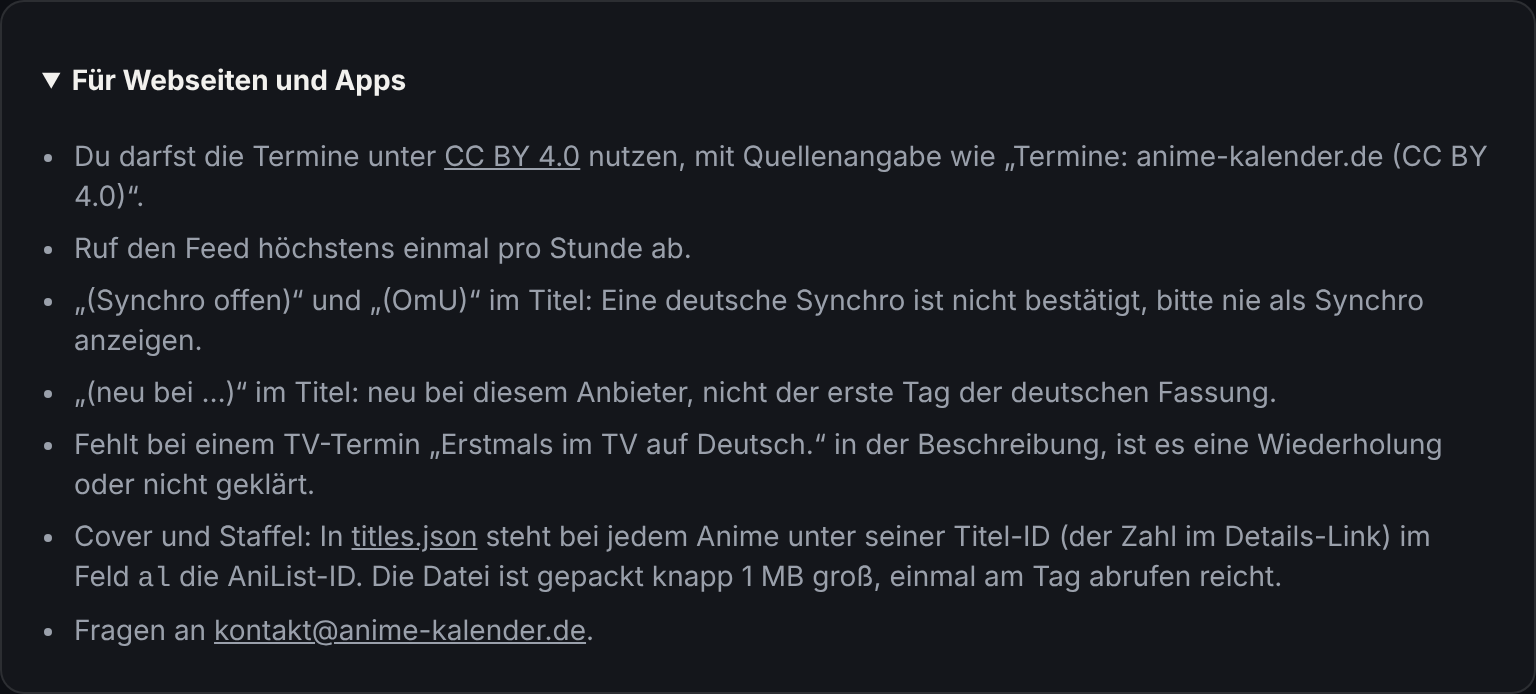 ▼ Für Webseiten und Apps
• Du darfst die Termine unter CC BY 4.0 nutzen, mit Quellenangabe wie „Termine: anime-kalender.de (CC BY
4.0)“.
• Ruf den Feed höchstens einmal pro Stunde ab.
• „(Synchro offen)“ und „(OmU)“ im Titel: Eine deutsche Synchro ist nicht bestätigt, bitte nie als Synchro
anzeigen.
• „(neu bei …)“ im Titel: neu bei diesem Anbieter, nicht der erste Tag der deutschen Fassung.
• Fehlt bei einem TV-Termin „Erstmals im TV auf Deutsch.“ in der Beschreibung, ist es eine Wiederholung
oder nicht geklärt.
• Cover und Staffel: In titles.json steht bei jedem Anime unter seiner Titel-ID (der Zahl im Details-Link) im
Feld al die AniList-ID. Die Datei ist gepackt knapp 1 MB groß, einmal am Tag abrufen reicht.
• Fragen an kontakt@anime-kalender.de.